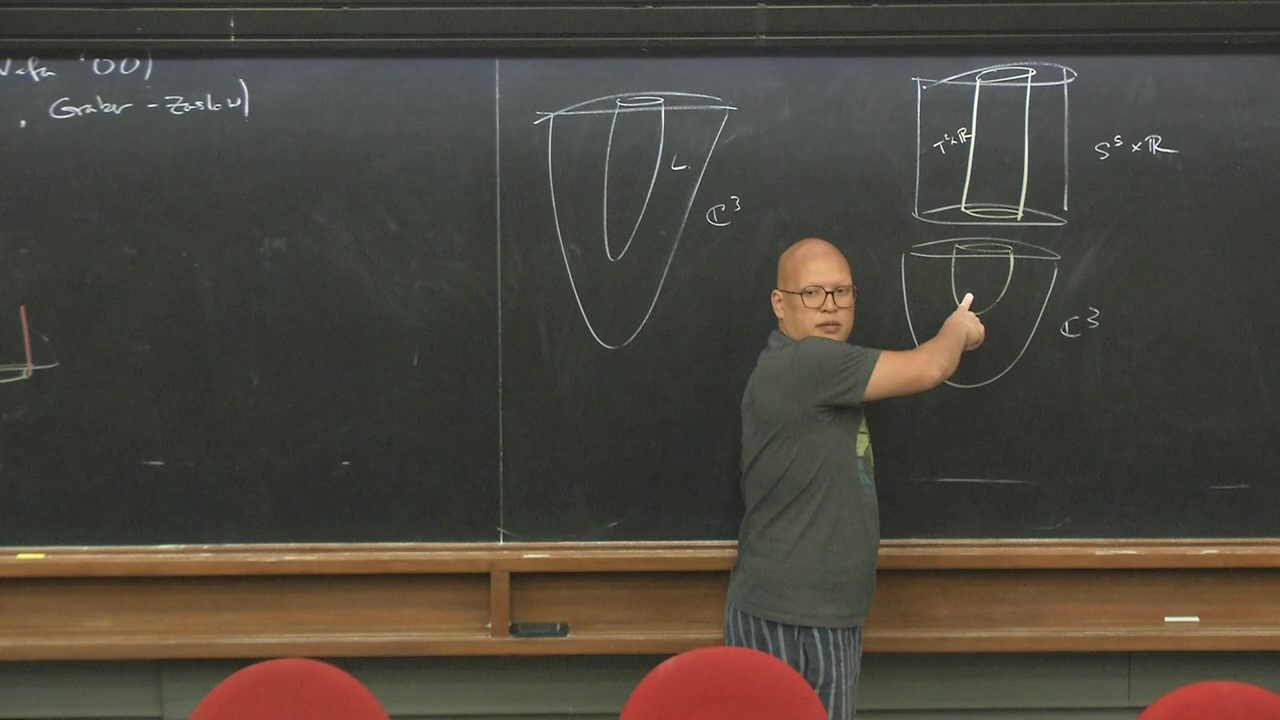 Vafa '00)
, Graber - Zaslow)
L
ℂ³
T² × ℝ
S⁵ × ℝ
ℂ³